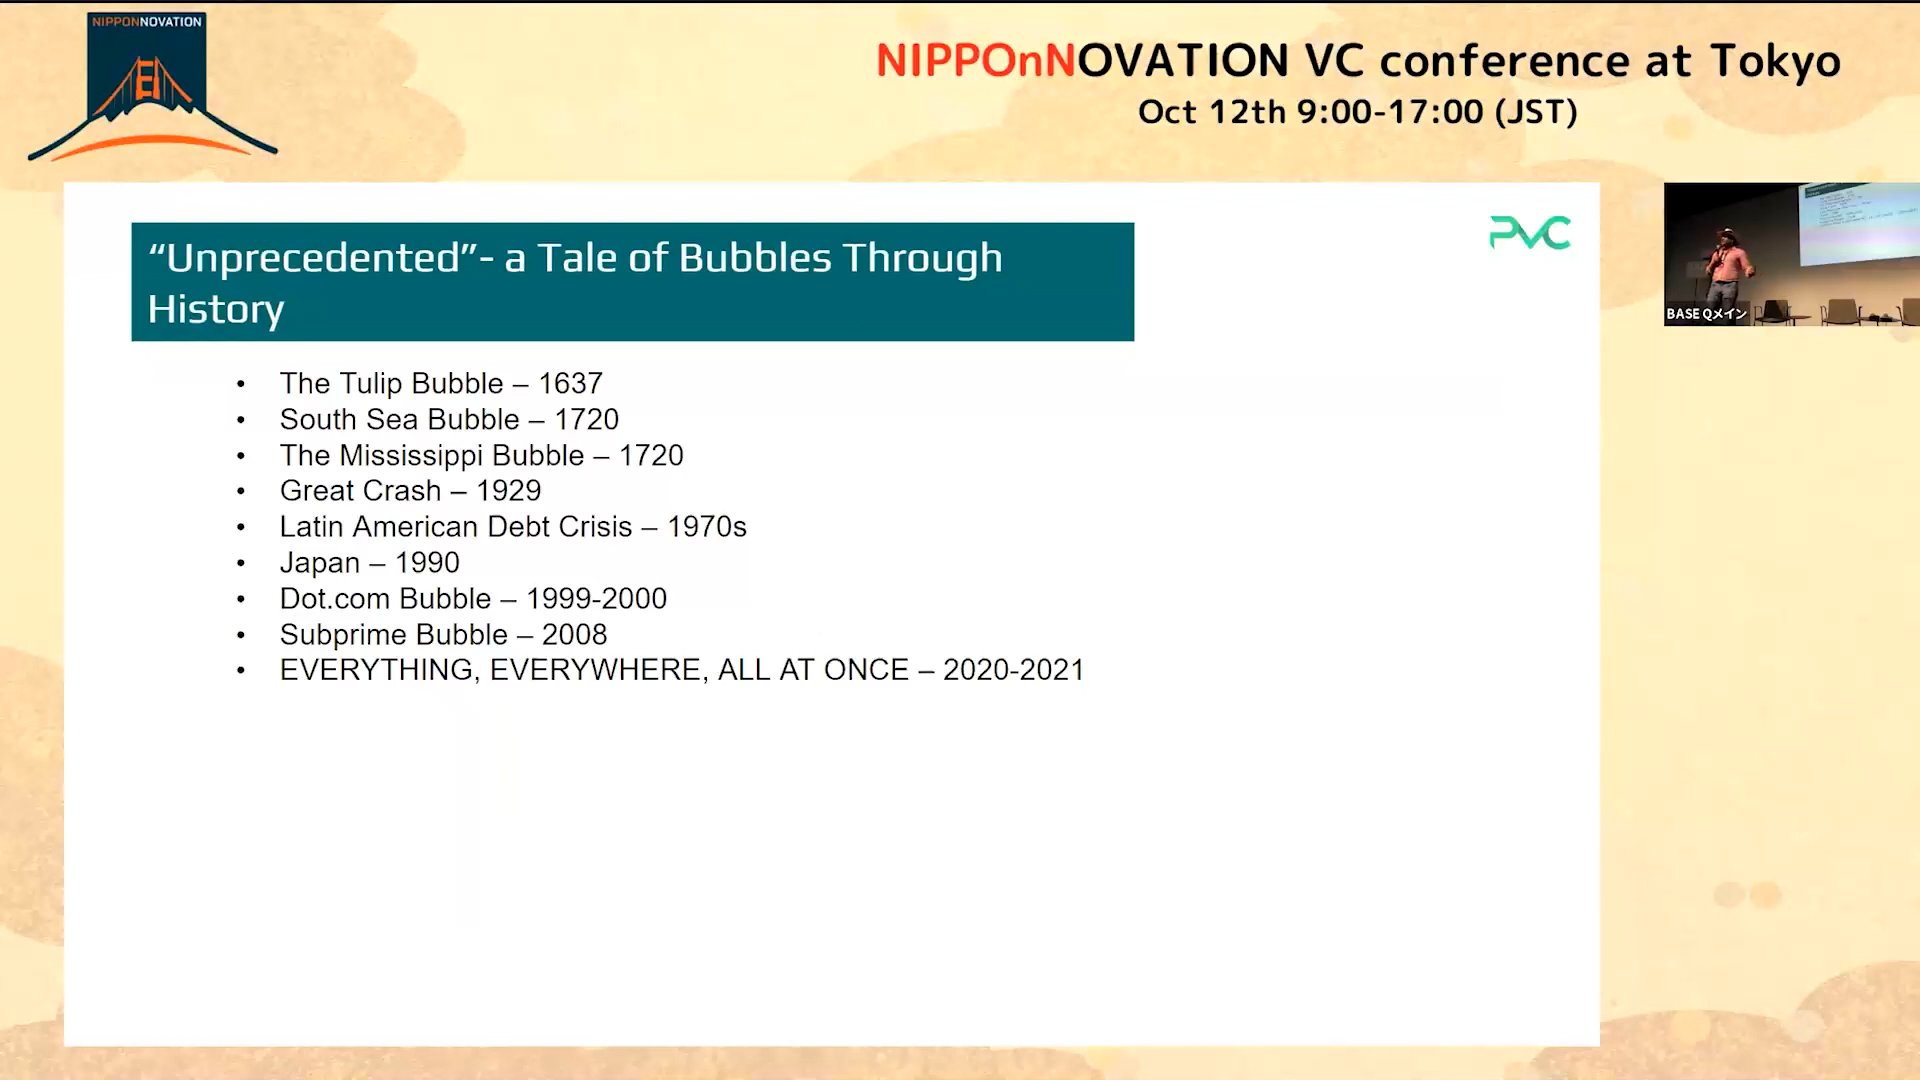 NIPPONNOVATION
NIPPOnNOVATION VC conference at Tokyo
Oct 12th 9:00-17:00 (JST)
“Unprecedented”- a Tale of Bubbles Through
History
PVC
• The Tulip Bubble – 1637
• South Sea Bubble – 1720
• The Mississippi Bubble – 1720
• Great Crash – 1929
• Latin American Debt Crisis – 1970s
• Japan – 1990
• Dot.com Bubble – 1999-2000
• Subprime Bubble – 2008
• EVERYTHING, EVERYWHERE, ALL AT ONCE – 2020-2021
BASE Qメイン